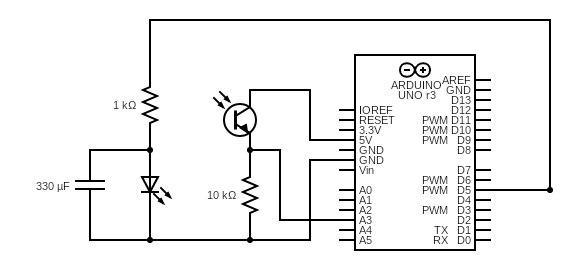 1 kΩ
330 µF
10 kΩ
ARDUINO
UNO r3
IOREF
RESET
3.3V
5V
GND
GND
Vin
A0
A1
A2
A3
A4
A5
AREF
GND
D13
D12
PWM D11
PWM D10
PWM D9
D8
D7
PWM D6
PWM D5
D4
PWM D3
D2
TX D1
RX D0